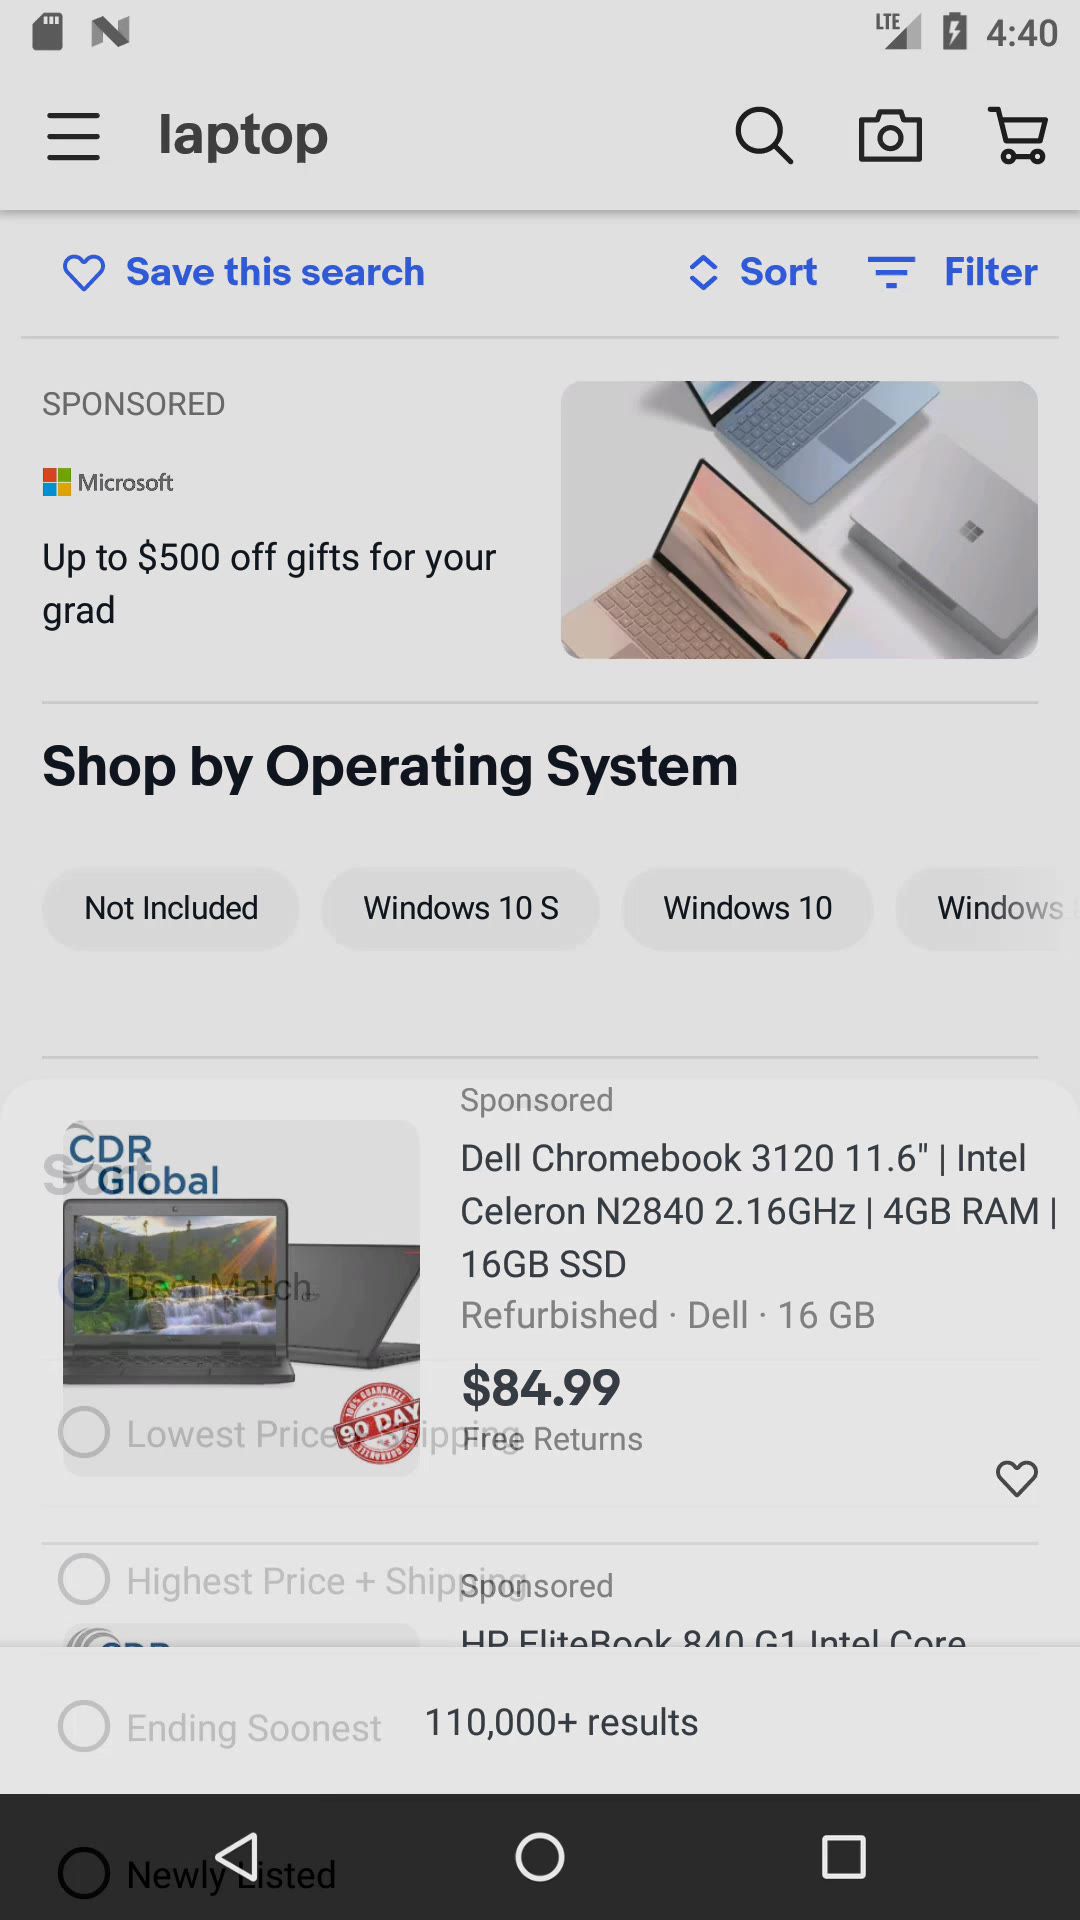 LTE 4:40
laptop
Save this search
Sort
Filter
SPONSORED
Microsoft
Up to $500 off gifts for your
grad
Shop by Operating System
Not Included
Windows 10 S
Windows 10
Windows
Sponsored
CDR
Global
Sort
Dell Chromebook 3120 11.6" | Intel
Celeron N2840 2.16GHz | 4GB RAM |
16GB SSD
Best Match
Refurbished · Dell · 16 GB
$84.99
90 DAY
Lowest Price + Shipping
Free Returns
Highest Price + Shipping
Sponsored
HP EliteBook 840 G1 Intel Core
Ending Soonest
110,000+ results
Newly Listed